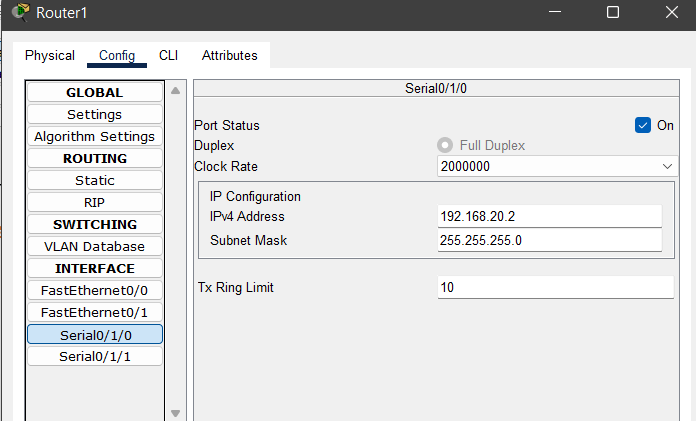 Router1
Physical Config CLI Attributes
GLOBAL
Settings
Algorithm Settings
ROUTING
Static
RIP
SWITCHING
VLAN Database
INTERFACE
FastEthernet0/0
FastEthernet0/1
Serial0/1/0
Serial0/1/1
Serial0/1/0
Port Status On
Duplex Full Duplex
Clock Rate 2000000
IP Configuration
IPv4 Address 192.168.20.2
Subnet Mask 255.255.255.0
Tx Ring Limit 10